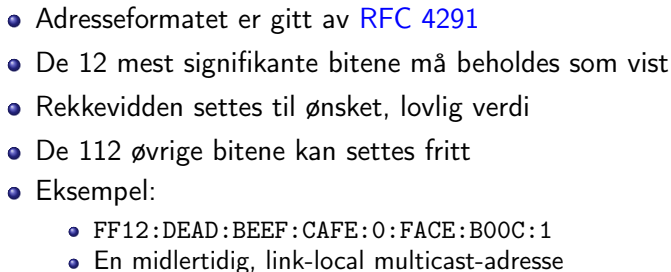 Adresseformatet er gitt av RFC 4291
De 12 mest signifikante bitene må beholdes som vist
Rekkevidden settes til ønsket, lovlig verdi
De 112 øvrige bitene kan settes fritt
Eksempel:
FF12:DEAD:BEEF:CAFE:0:FACE:B00C:1
En midlertidig, link-local multicast-adresse